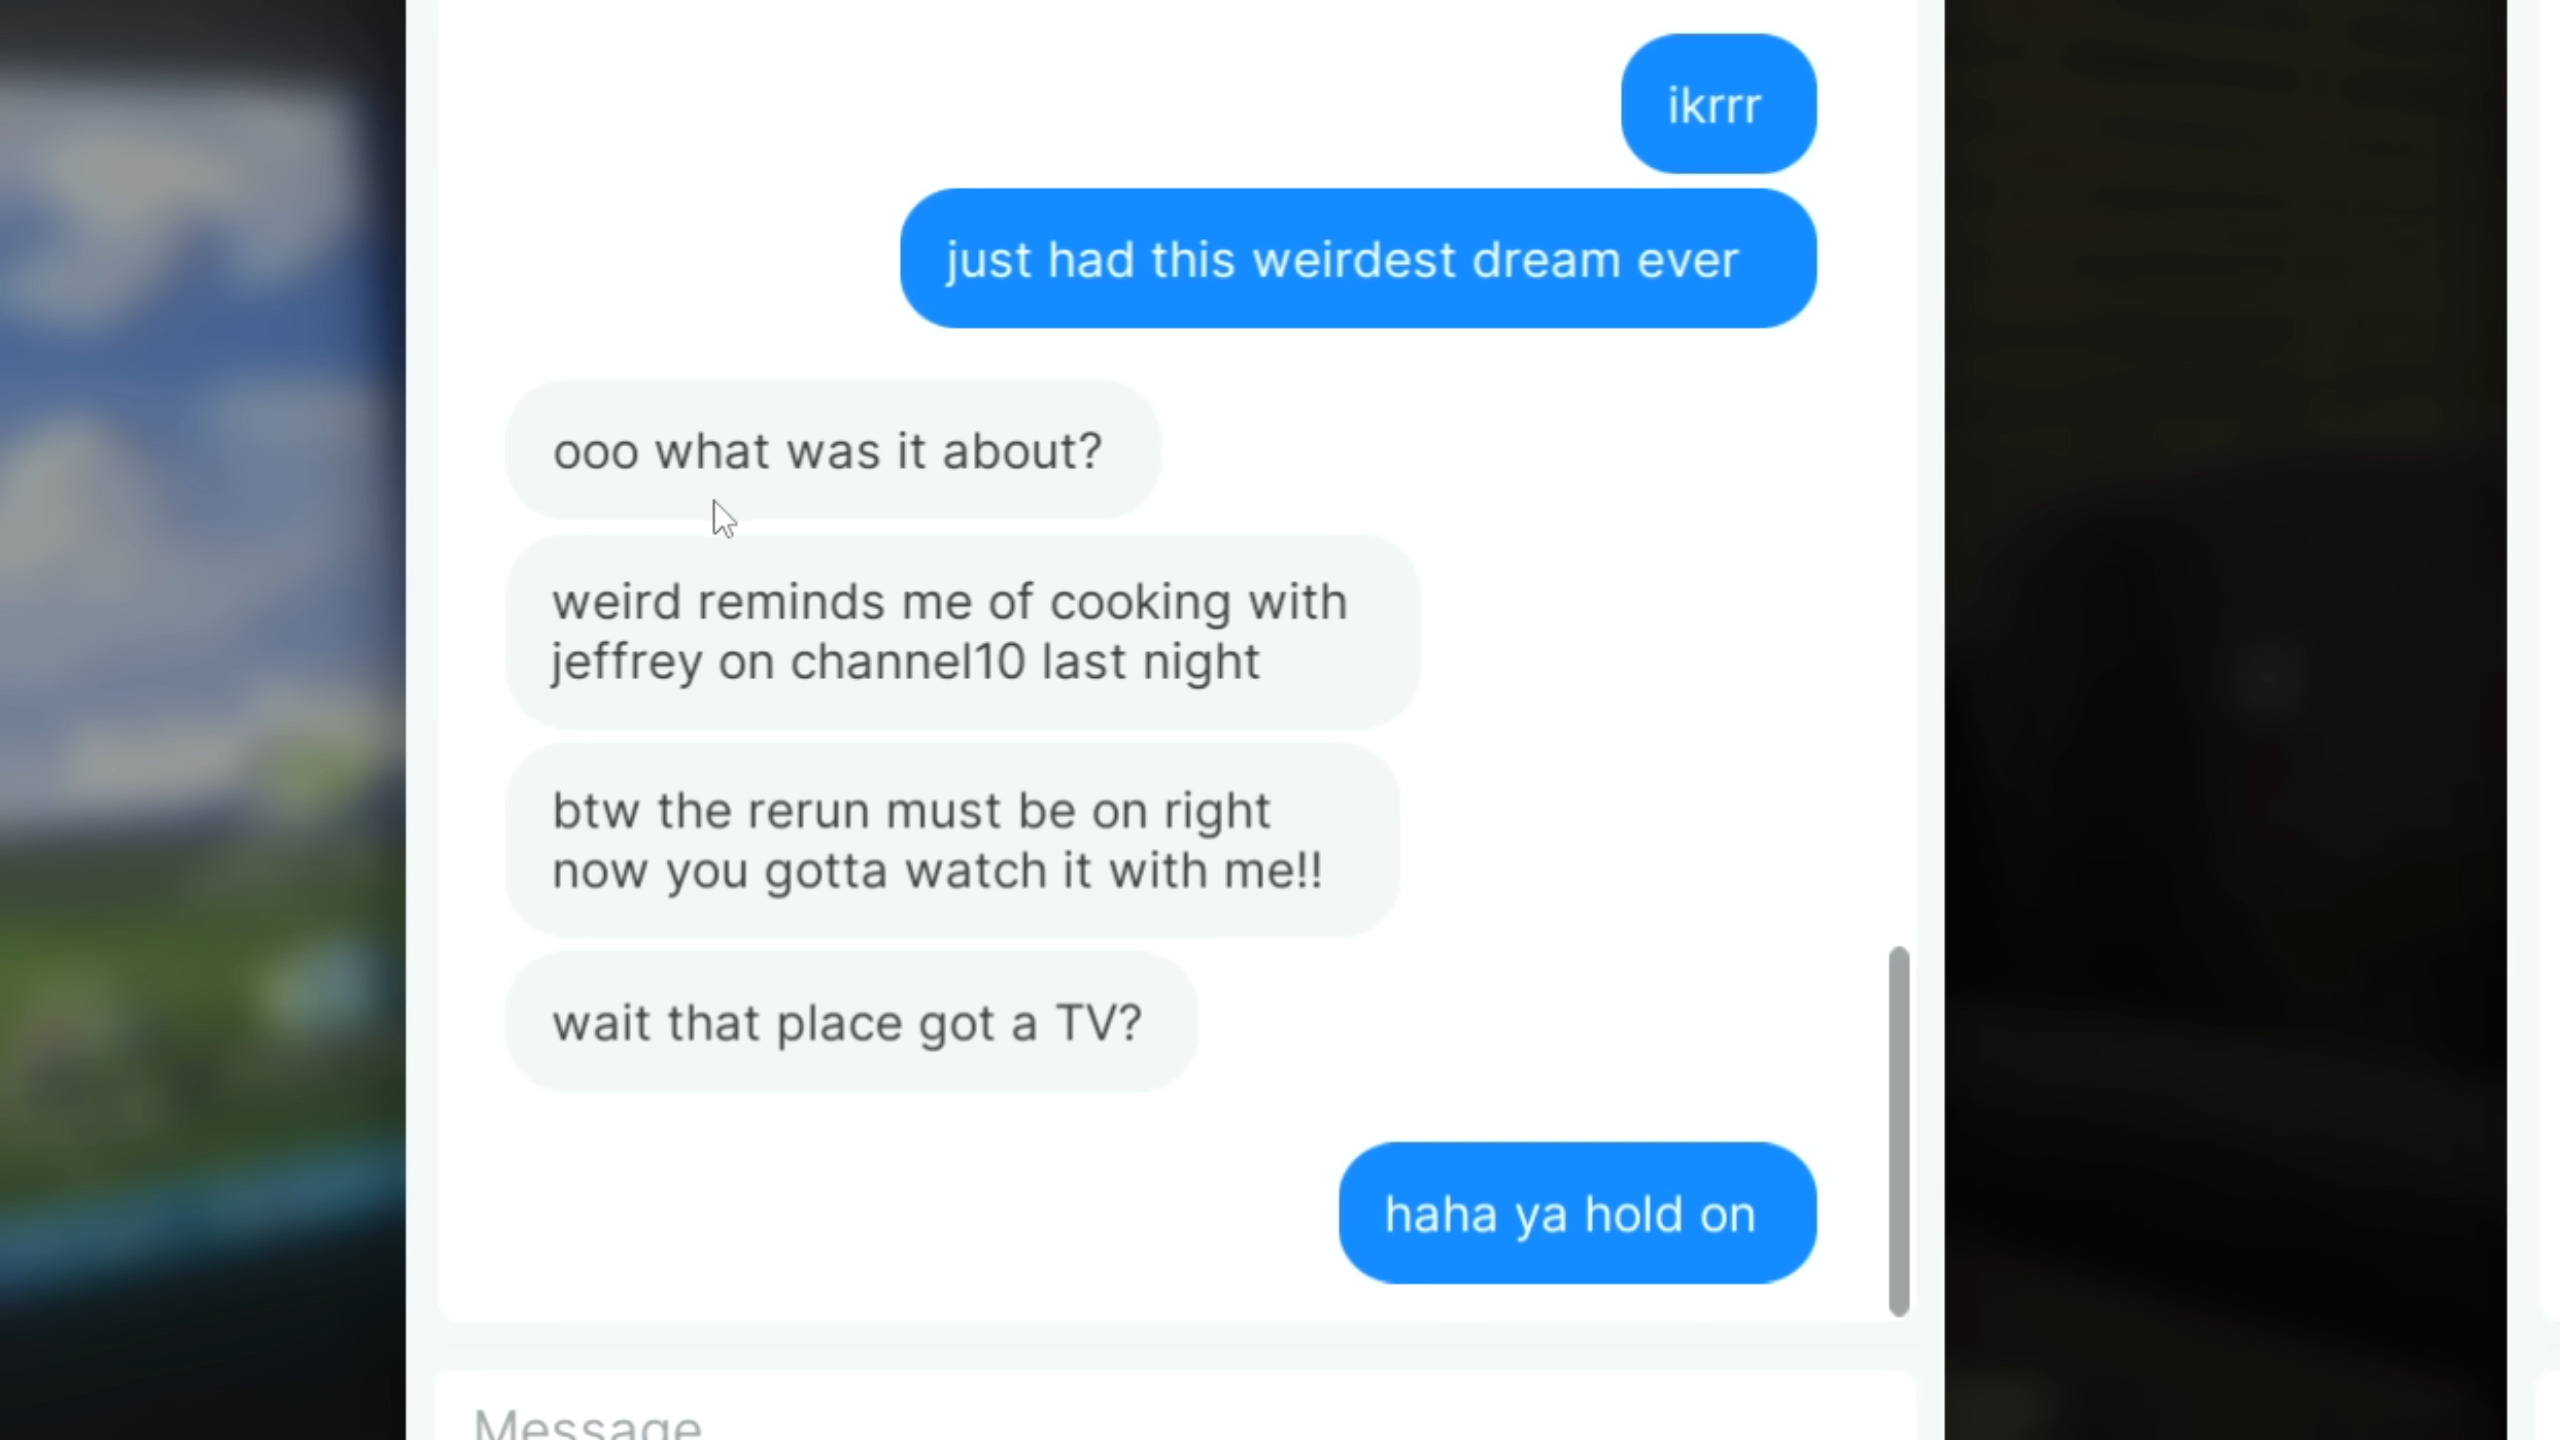 ikrrr
just had this weirdest dream ever
ooo what was it about?
weird reminds me of cooking with
jeffrey on channel10 last night
btw the rerun must be on right
now you gotta watch it with me!!
wait that place got a TV?
haha ya hold on
Message